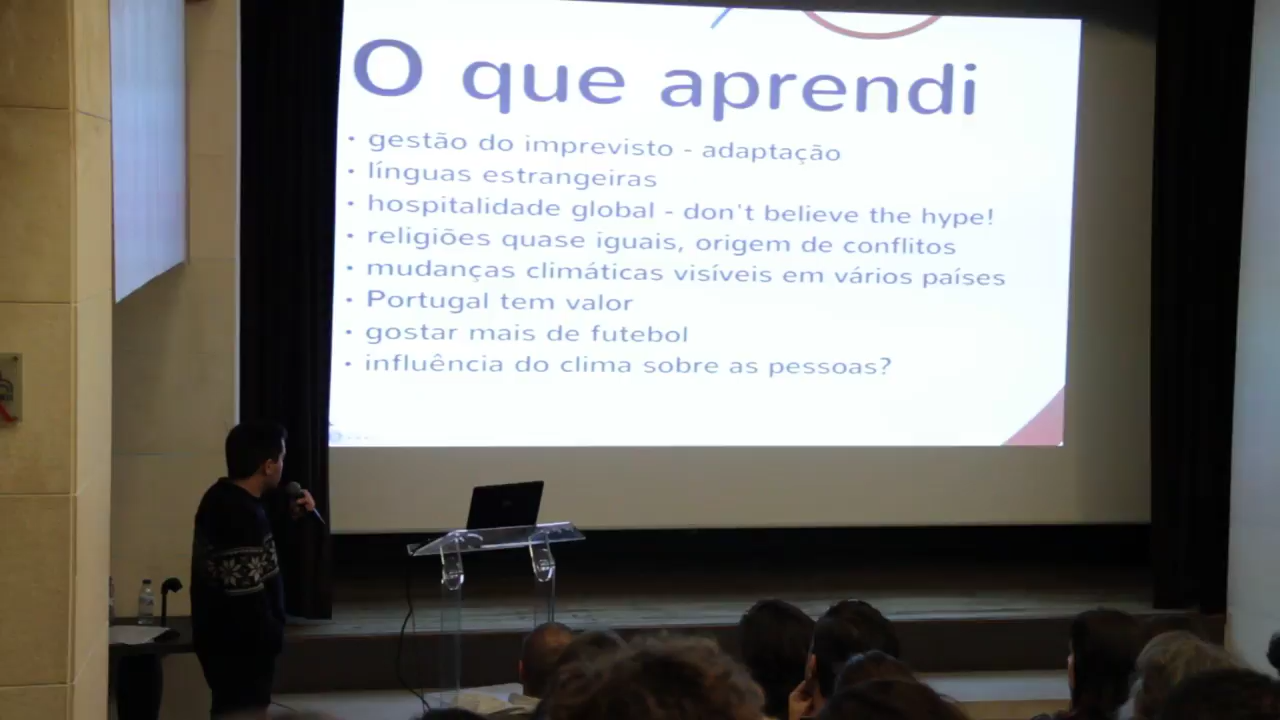 O que aprendi
• gestão do imprevisto - adaptação
• línguas estrangeiras
• hospitalidade global - don't believe the hype!
• religiões quase iguais, origem de conflitos
• mudanças climáticas visíveis em vários países
• Portugal tem valor
• gostar mais de futebol
• influência do clima sobre as pessoas?